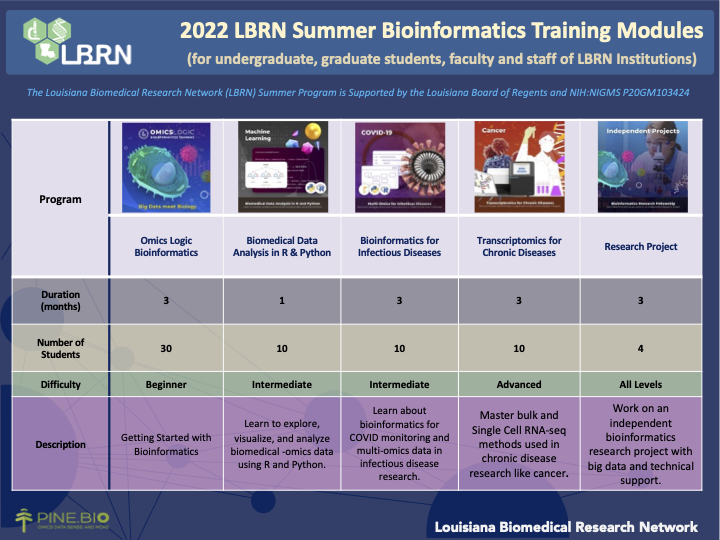 LBRN
2022 LBRN Summer Bioinformatics Training Modules
(for undergraduate, graduate students, faculty and staff of LBRN Institutions)
The Louisiana Biomedical Research Network (LBRN) Summer Program is Supported by the Louisiana Board of Regents and NIH:NIGMS P20GM103424
Program
OMICSLOGIC
Big Data meet Biology
Machine
Learning
Biomedical Data Analysis in R and Python
COVID-19
Multi-Omics for Infectious Diseases
Cancer
Transcriptomics for Chronic Diseases
Independent Projects
Bioinformatics Research Fellowship
Omics Logic
Bioinformatics
Biomedical Data
Analysis in R & Python
Bioinformatics for
Infectious Diseases
Transcriptomics for
Chronic Diseases
Research Project
Duration
(months)
3
1
3
3
3
Number of
Students
30
10
10
10
4
Difficulty
Beginner
Intermediate
Intermediate
Advanced
All Levels
Description
Getting Started with
Bioinformatics
Learn to explore,
visualize, and analyze
biomedical -omics data
using R and Python.
Learn about
bioinformatics for
COVID monitoring and
multi-omics data in
infectious disease
research.
Master bulk and
Single Cell RNA-seq
methods used in
chronic disease
research like cancer.
Work on an
independent
bioinformatics
research project with
big data and technical
support.
PINE.BIO
OMICS DATA SENSE AND MORE
Louisiana Biomedical Research Network